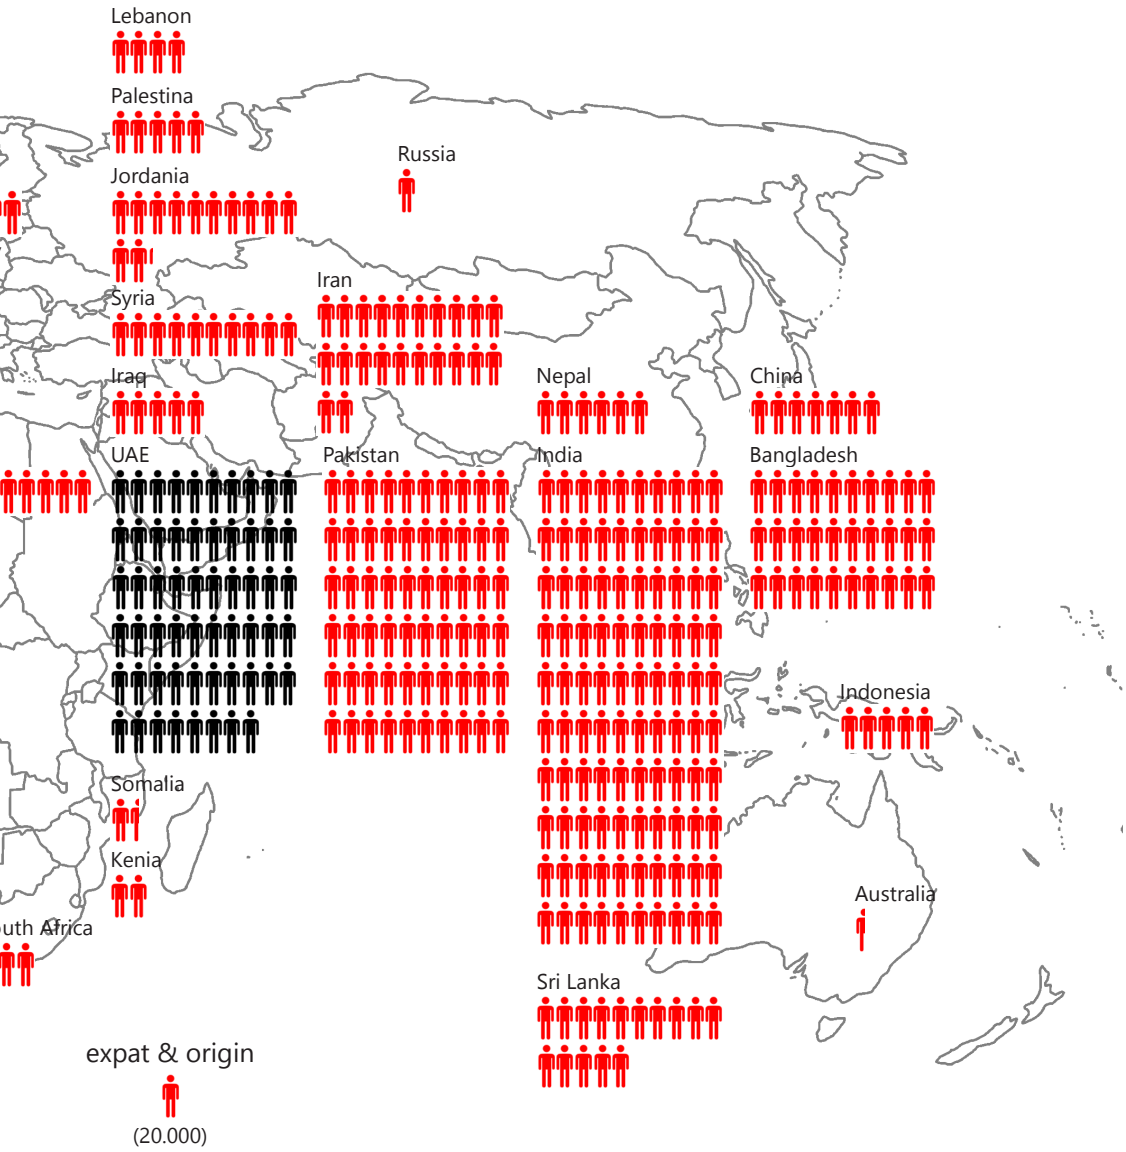 Lebanon
Palestina
Russia
Jordania
Iran
Syria
Iraq
Nepal
China
UAE
Pakistan
India
Bangladesh
Indonesia
Somalia
Kenia
Australia
outh Africa
Sri Lanka
expat & origin
(20.000)